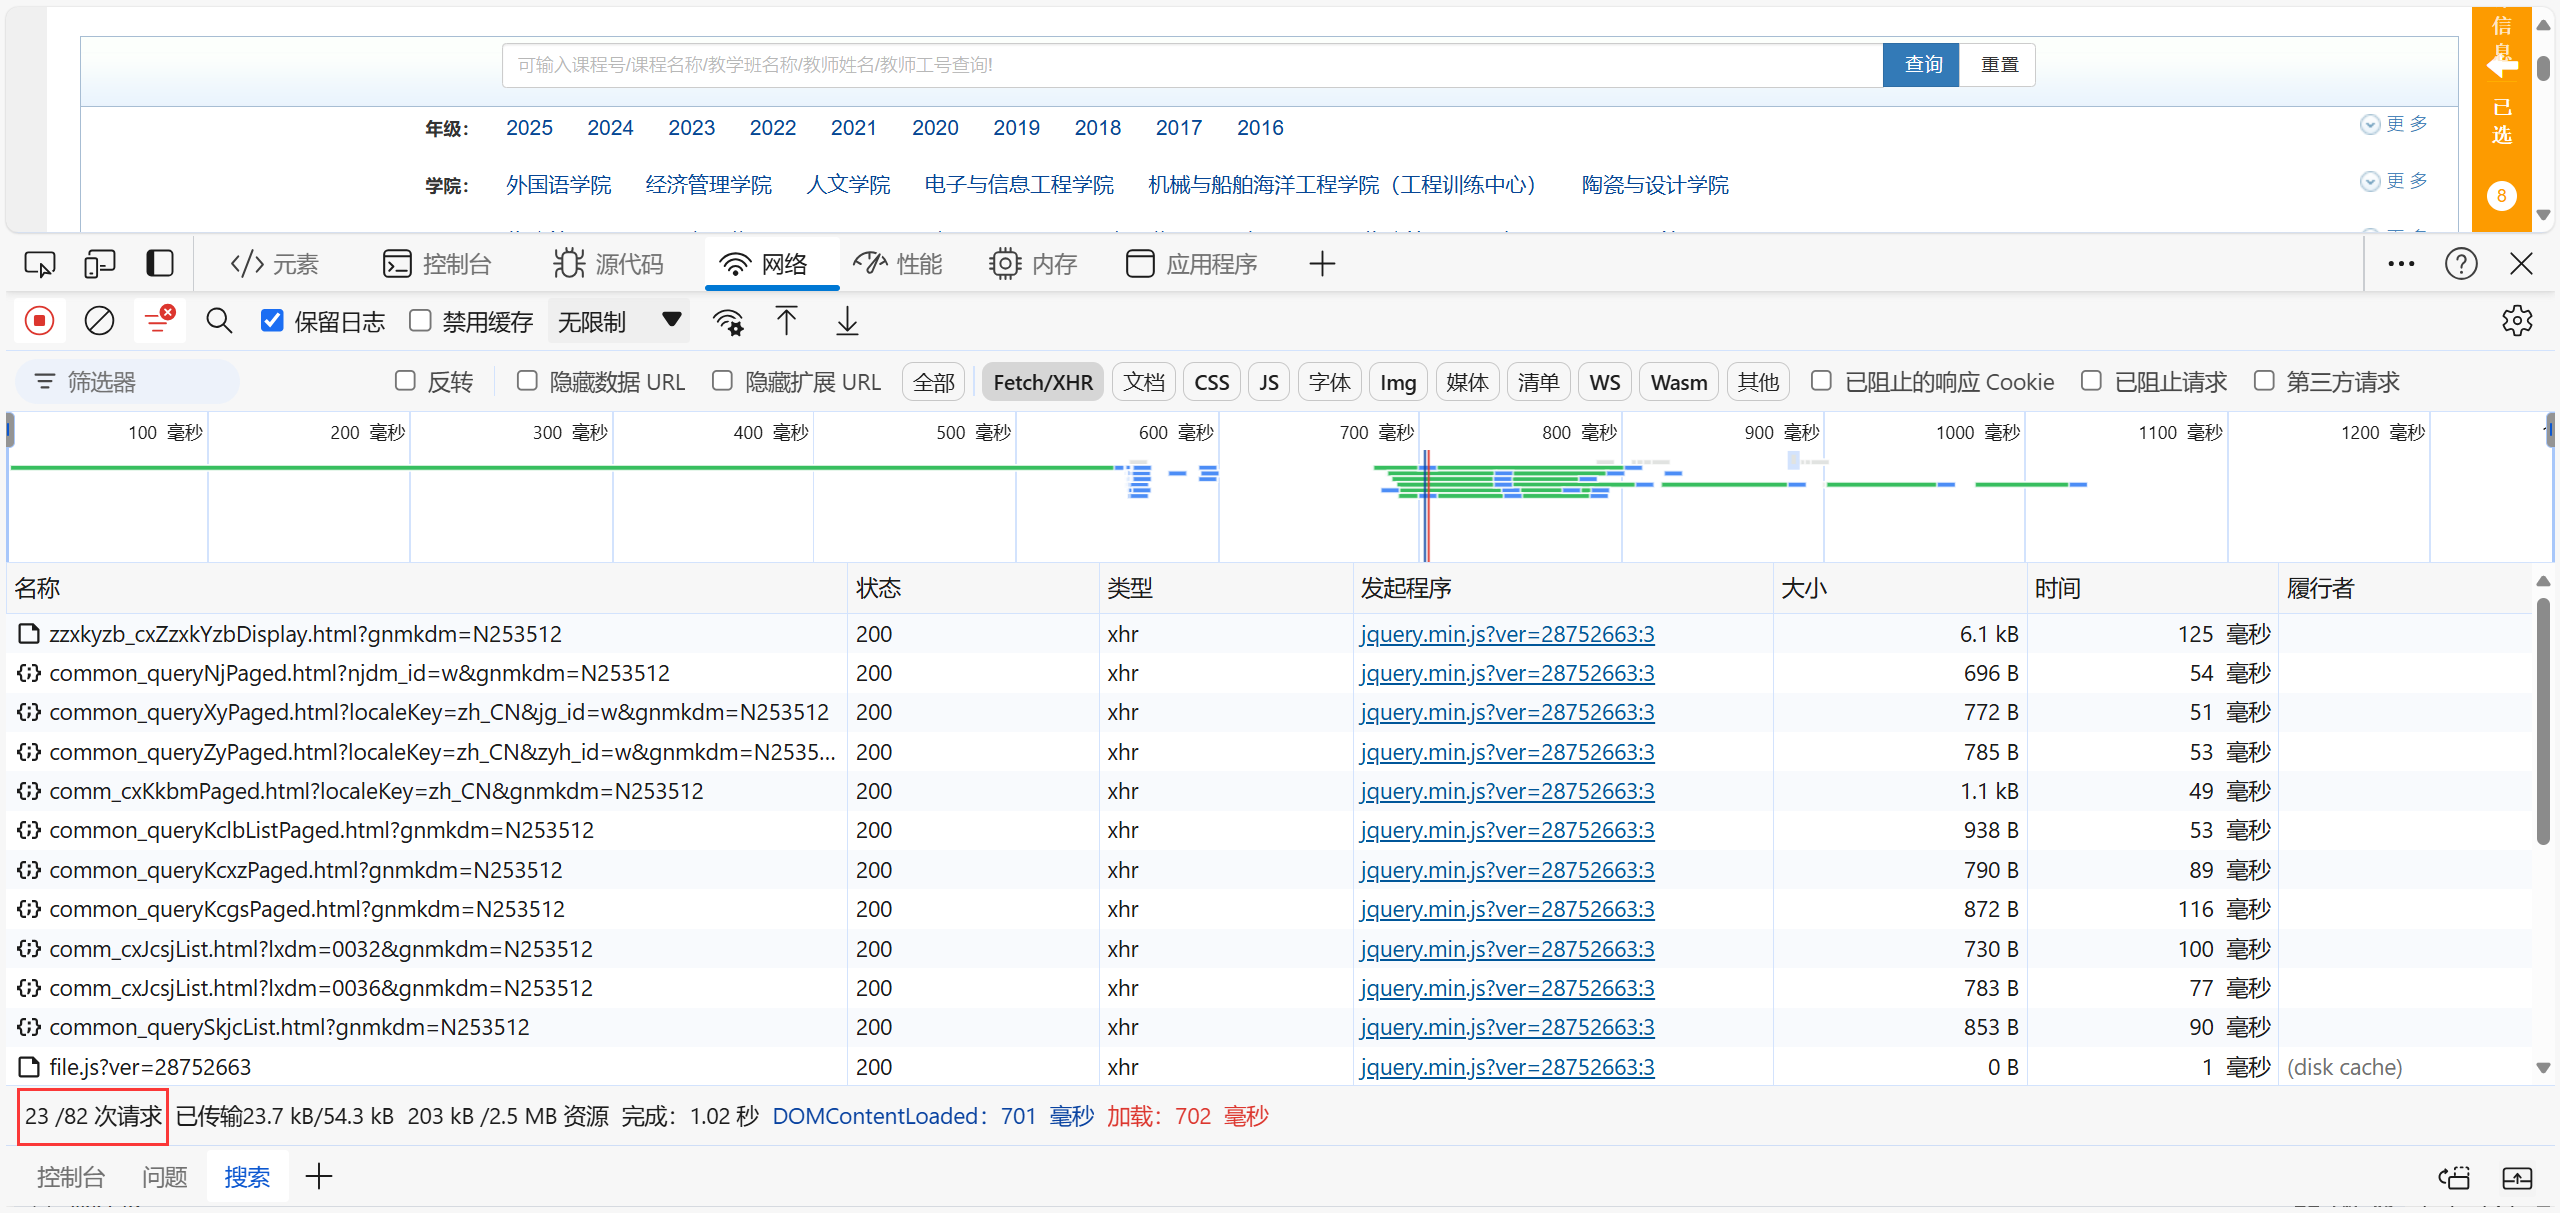 可输入课程号/课程名称/教学班名称/教师姓名/教师工号查询! 查询 重置
信息
已选
8
年级： 2025 2024 2023 2022 2021 2020 2019 2018 2017 2016 更多
学院： 外国语学院 经济管理学院 人文学院 电子与信息工程学院 机械与船舶海洋工程学院（工程训练中心） 陶瓷与设计学院 更多
元素 控制台 源代码 网络 性能 内存 应用程序
保留日志 禁用缓存 无限制
筛选器 反转 隐藏数据 URL 隐藏扩展 URL 全部 Fetch/XHR 文档 CSS JS 字体 Img 媒体 清单 WS Wasm 其他 已阻止的响应 Cookie 已阻止请求 第三方请求
100 毫秒 200 毫秒 300 毫秒 400 毫秒 500 毫秒 600 毫秒 700 毫秒 800 毫秒 900 毫秒 1000 毫秒 1100 毫秒 1200 毫秒
名称 状态 类型 发起程序 大小 时间 履行者
zzxkyzb_cxZzxkYzbDisplay.html?gnmkdm=N253512 200 xhr jquery.min.js?ver=28752663:3 6.1 kB 125 毫秒
common_queryNjPaged.html?njdm_id=w&gnmkdm=N253512 200 xhr jquery.min.js?ver=28752663:3 696 B 54 毫秒
common_queryXyPaged.html?localeKey=zh_CN&jg_id=w&gnmkdm=N253512 200 xhr jquery.min.js?ver=28752663:3 772 B 51 毫秒
common_queryZyPaged.html?localeKey=zh_CN&zyh_id=w&gnmkdm=N2535... 200 xhr jquery.min.js?ver=28752663:3 785 B 53 毫秒
comm_cxKkbmPaged.html?localeKey=zh_CN&gnmkdm=N253512 200 xhr jquery.min.js?ver=28752663:3 1.1 kB 49 毫秒
common_queryKclbListPaged.html?gnmkdm=N253512 200 xhr jquery.min.js?ver=28752663:3 938 B 53 毫秒
common_queryKcxzPaged.html?gnmkdm=N253512 200 xhr jquery.min.js?ver=28752663:3 790 B 89 毫秒
common_queryKcgsPaged.html?gnmkdm=N253512 200 xhr jquery.min.js?ver=28752663:3 872 B 116 毫秒
comm_cxJcsjList.html?lxdm=0032&gnmkdm=N253512 200 xhr jquery.min.js?ver=28752663:3 730 B 100 毫秒
comm_cxJcsjList.html?lxdm=0036&gnmkdm=N253512 200 xhr jquery.min.js?ver=28752663:3 783 B 77 毫秒
common_querySkjcList.html?gnmkdm=N253512 200 xhr jquery.min.js?ver=28752663:3 853 B 90 毫秒
file.js?ver=28752663 200 xhr jquery.min.js?ver=28752663:3 0 B 1 毫秒 (disk cache)
23 /82 次请求 已传输23.7 kB/54.3 kB 203 kB /2.5 MB 资源 完成：1.02 秒 DOMContentLoaded：701 毫秒 加载：702 毫秒
控制台 问题 搜索